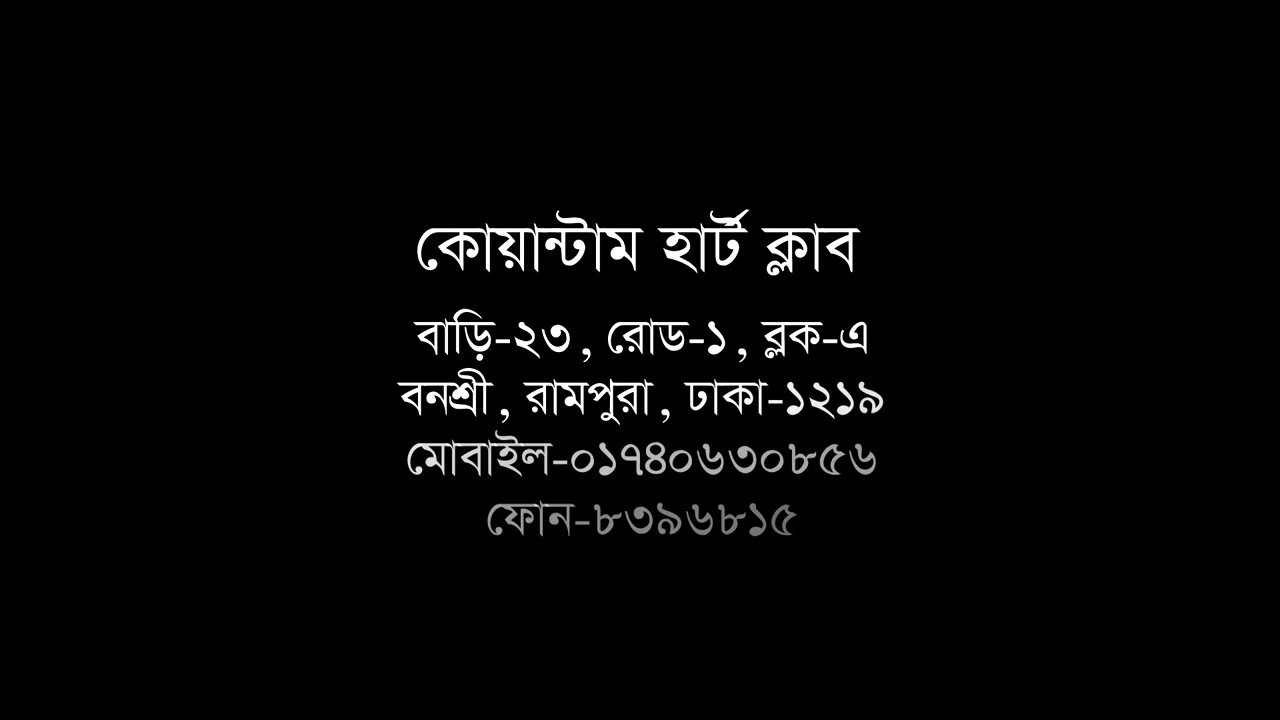 কোয়ান্টাম হার্ট ক্লাব
বাড়ি-২৩, রোড-১, ব্লক-এ
বনশ্রী, রামপুরা, ঢাকা-১২১৯
মোবাইল-০১৭৪০৬৩০৮৫৬
ফোন-৮৩৯৬৮১৫